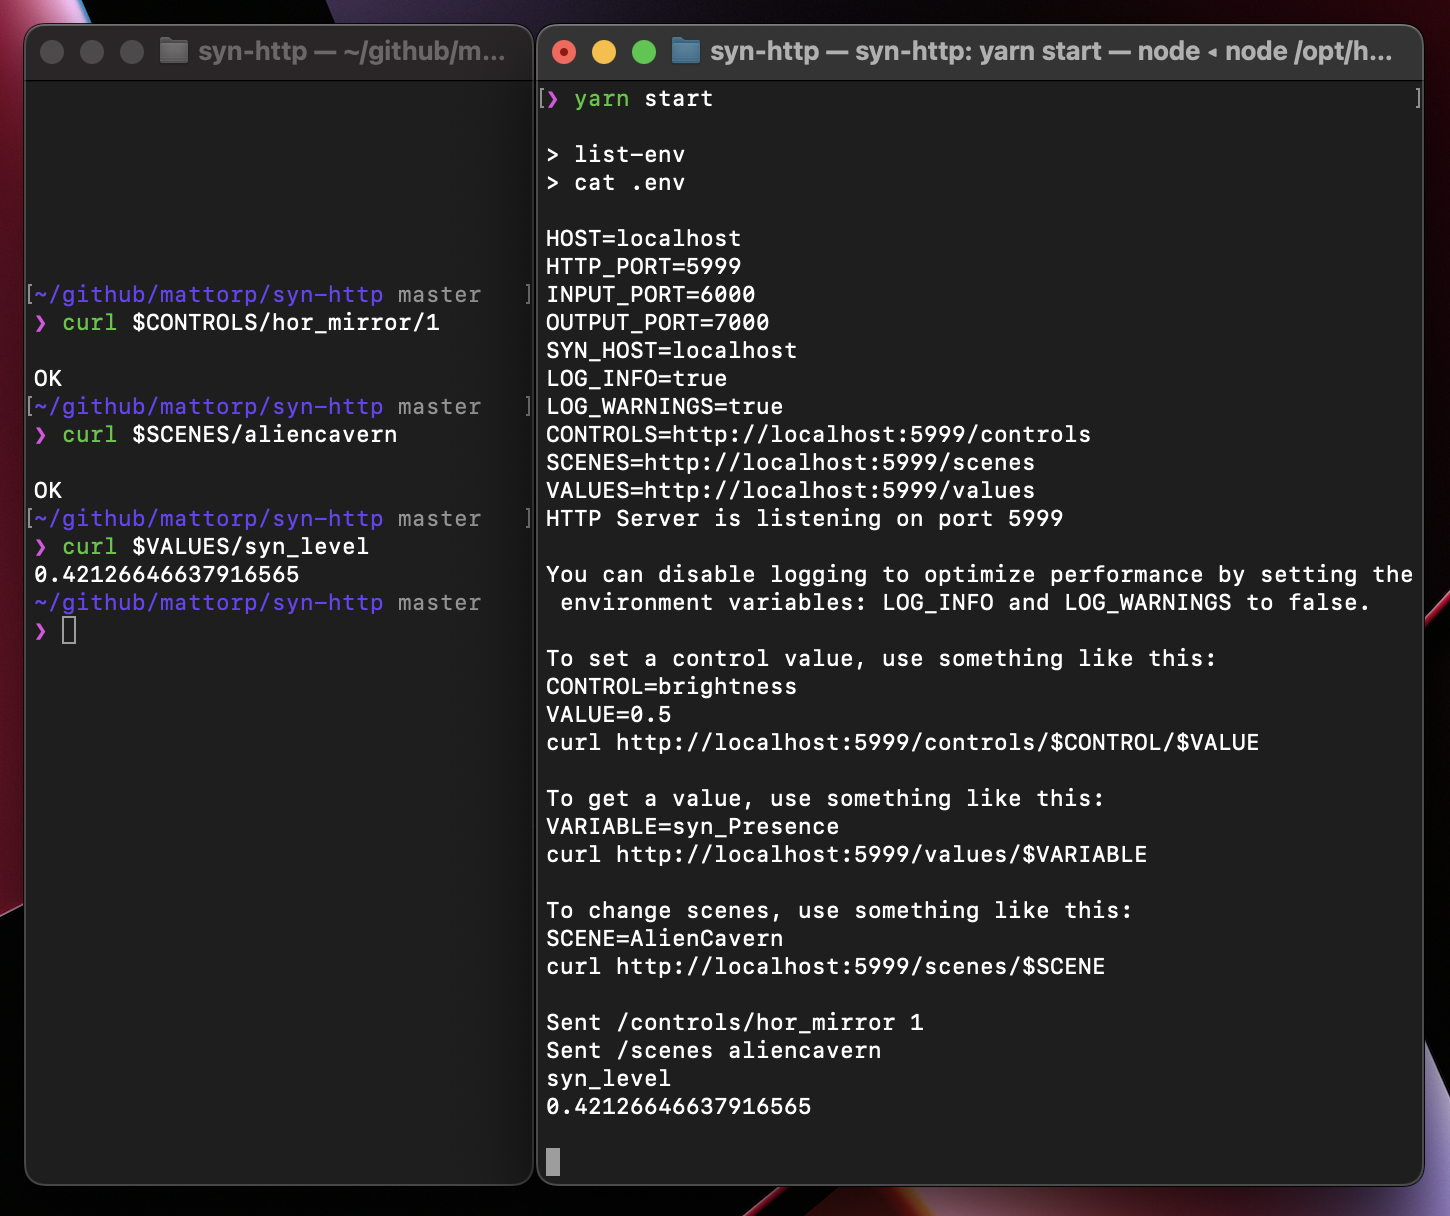 syn-http — ~/github/m...
[~/github/mattorp/syn-http master ]
❯ curl $CONTROLS/hor_mirror/1
OK
[~/github/mattorp/syn-http master ]
❯ curl $SCENES/aliencavern
OK
[~/github/mattorp/syn-http master ]
❯ curl $VALUES/syn_level
0.42126646637916565
~/github/mattorp/syn-http master
❯
syn-http — syn-http: yarn start — node ◂ node /opt/h...
[❯ yarn start ]
> list-env
> cat .env
HOST=localhost
HTTP_PORT=5999
INPUT_PORT=6000
OUTPUT_PORT=7000
SYN_HOST=localhost
LOG_INFO=true
LOG_WARNINGS=true
CONTROLS=http://localhost:5999/controls
SCENES=http://localhost:5999/scenes
VALUES=http://localhost:5999/values
HTTP Server is listening on port 5999
You can disable logging to optimize performance by setting the
environment variables: LOG_INFO and LOG_WARNINGS to false.
To set a control value, use something like this:
CONTROL=brightness
VALUE=0.5
curl http://localhost:5999/controls/$CONTROL/$VALUE
To get a value, use something like this:
VARIABLE=syn_Presence
curl http://localhost:5999/values/$VARIABLE
To change scenes, use something like this:
SCENE=AlienCavern
curl http://localhost:5999/scenes/$SCENE
Sent /controls/hor_mirror 1
Sent /scenes aliencavern
syn_level
0.42126646637916565